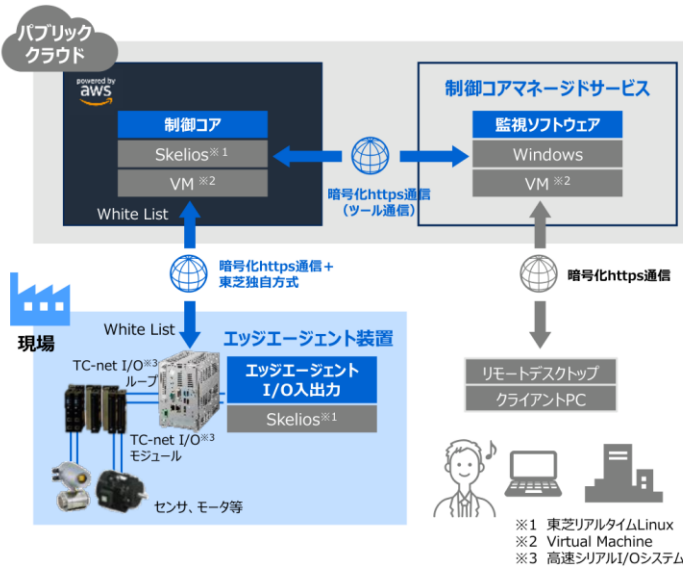 パブリック
クラウド
powered by
aws
制御コア
Skelios※1
VM ※2
White List
制御コアマネージドサービス
監視ソフトウェア
Windows
VM ※2
暗号化https通信
（ツール通信）
暗号化https通信＋
東芝独自方式
暗号化https通信
現場
White List
エッジエージェント装置
TC-net I/O※3
ループ
エッジエージェント
I/O入出力
Skelios※1
TC-net I/O※3
モジュール
センサ、モータ等
リモートデスクトップ
クライアントPC
※1 東芝リアルタイムLinux
※2 Virtual Machine
※3 高速シリアルI/Oシステム